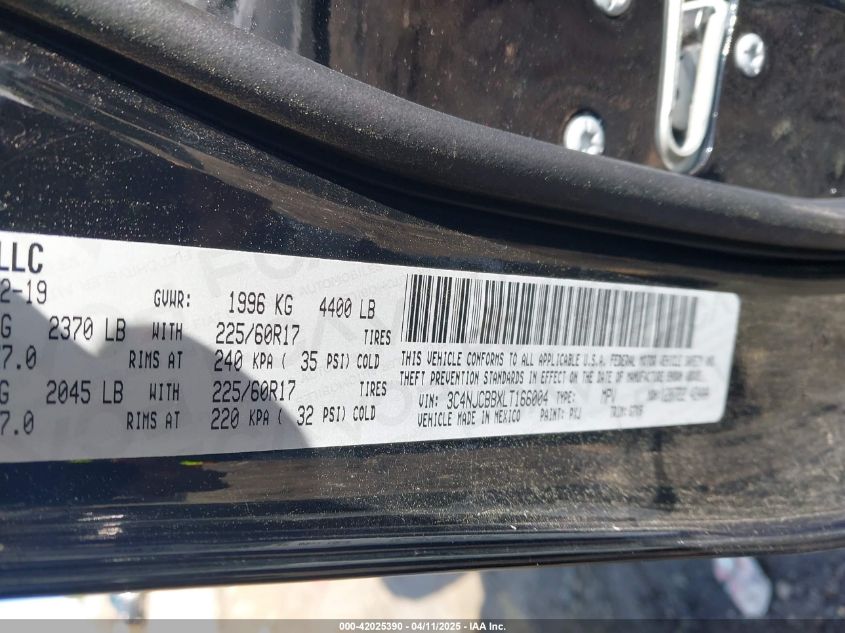 LLC
2-19 GVWR: 1996 KG 4400 LB
G 2370 LB WITH 225/60R17 TIRES
7.0 RIMS AT 240 KPA ( 35 PSI) COLD
G 2045 LB WITH 225/60R17 TIRES
7.0 RIMS AT 220 KPA ( 32 PSI) COLD
THIS VEHICLE CONFORMS TO ALL APPLICABLE U.S.A. FEDERAL MOTOR VEHICLE SAFETY AND
THEFT PREVENTION STANDARDS IN EFFECT ON THE DATE OF MANUFACTURE SHOWN ABOVE.
VIN: 3C4NJCBBXLT166004 TYPE: MPV
VEHICLE MADE IN MEXICO PAINT: PXJ TRIM:
000-42025390 - 04/11/2025 - IAA Inc.